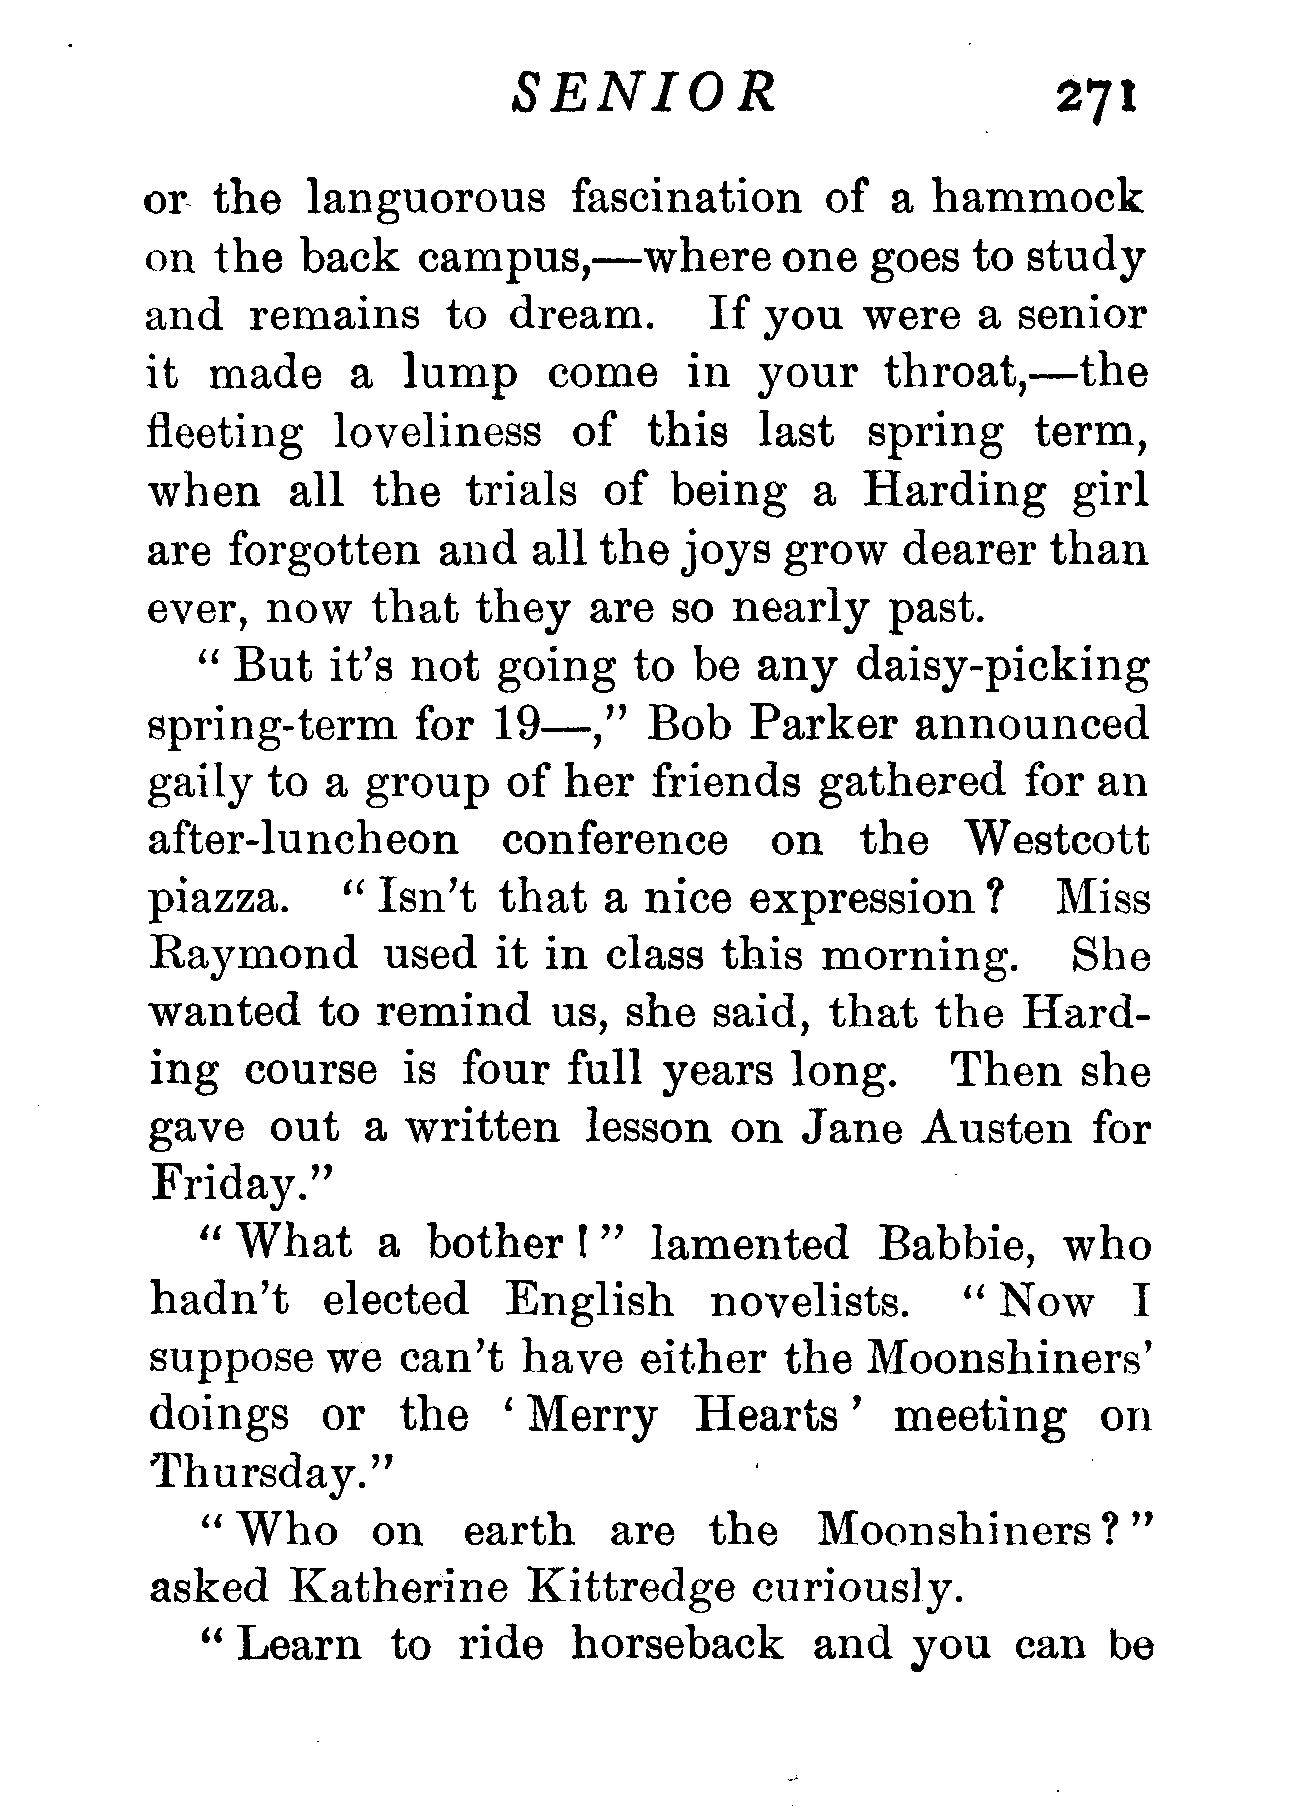 SENIOR 271
or the languorous fascination of a hammock
on the back campus,—where one goes to study
and remains to dream. If you were a senior
it made a lump come in your throat,—the
fleeting loveliness of this last spring term,
when all the trials of being a Harding girl
are forgotten and all the joys grow dearer than
ever, now that they are so nearly past.
“ But it’s not going to be any daisy-picking
spring-term for 19—,” Bob Parker announced
gaily to a group of her friends gathered for an
after-luncheon conference on the Westcott
piazza. “ Isn’t that a nice expression ? Miss
Raymond used it in class this morning. She
wanted to remind us, she said, that the Hard-
ing course is four full years long. Then she
gave out a written lesson on Jane Austen for
Friday.”
“ What a bother ! ” lamented Babbie, who
hadn’t elected English novelists. “ Now I
suppose we can’t have either the Moonshiners’
doings or the ‘ Merry Hearts ’ meeting on
Thursday.”
“ Who on earth are the Moonshiners ? ”
asked Katherine Kittredge curiously.
“ Learn to ride horseback and you can be